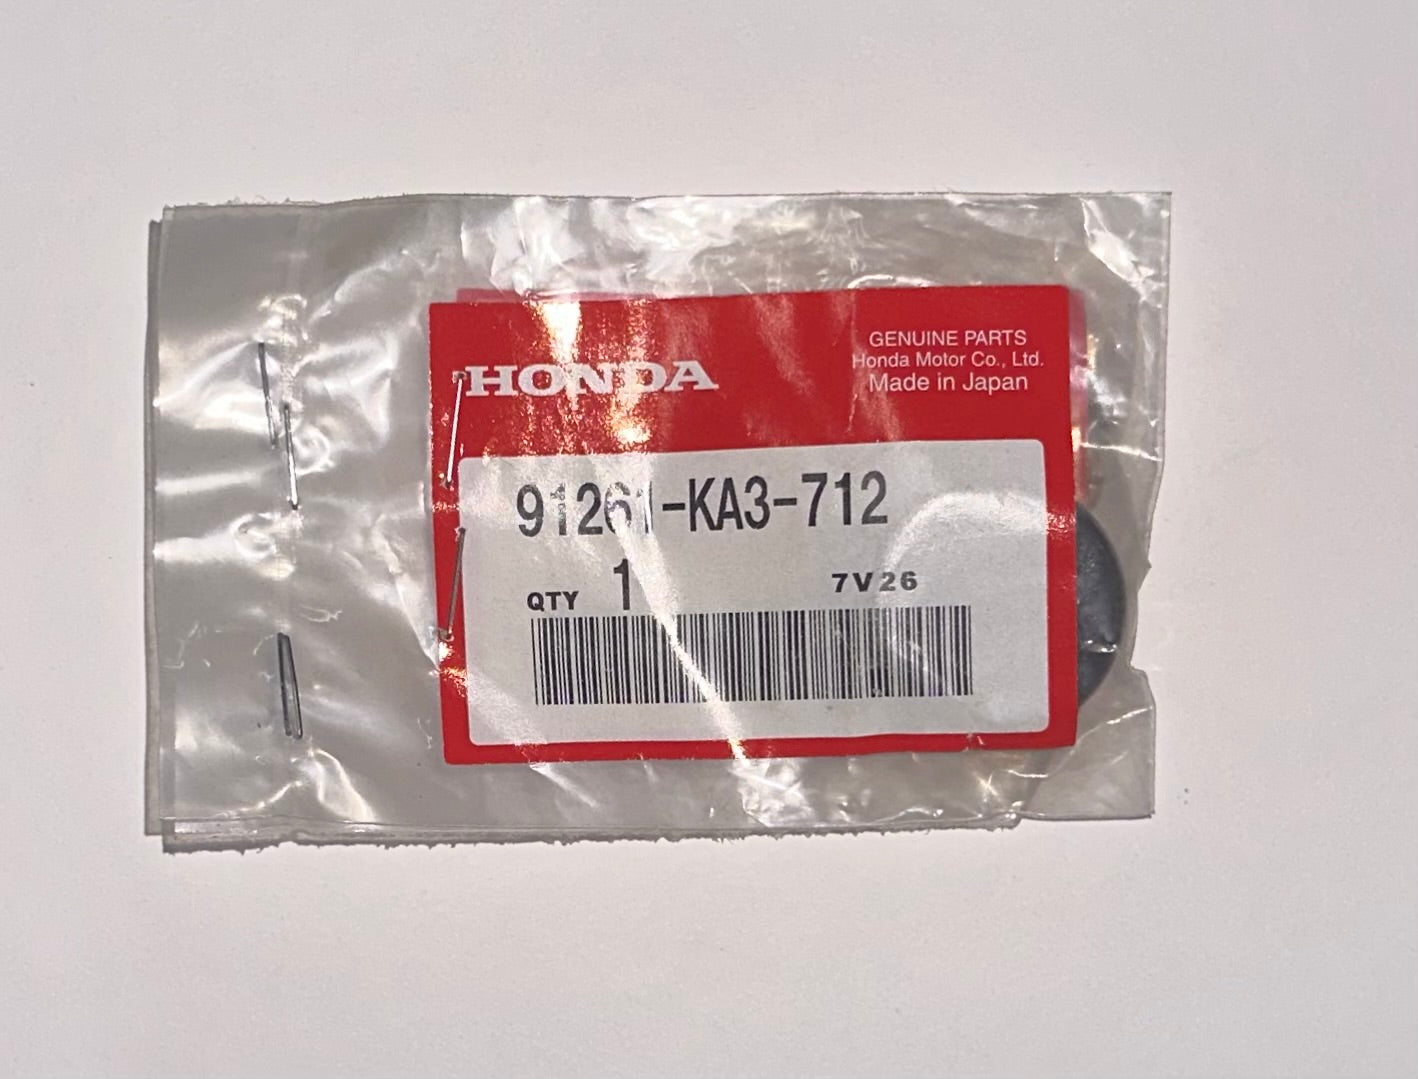 HONDA
GENUINE PARTS
Honda Motor Co., Ltd.
Made in Japan
91261-KA3-712
QTY 1 7V26